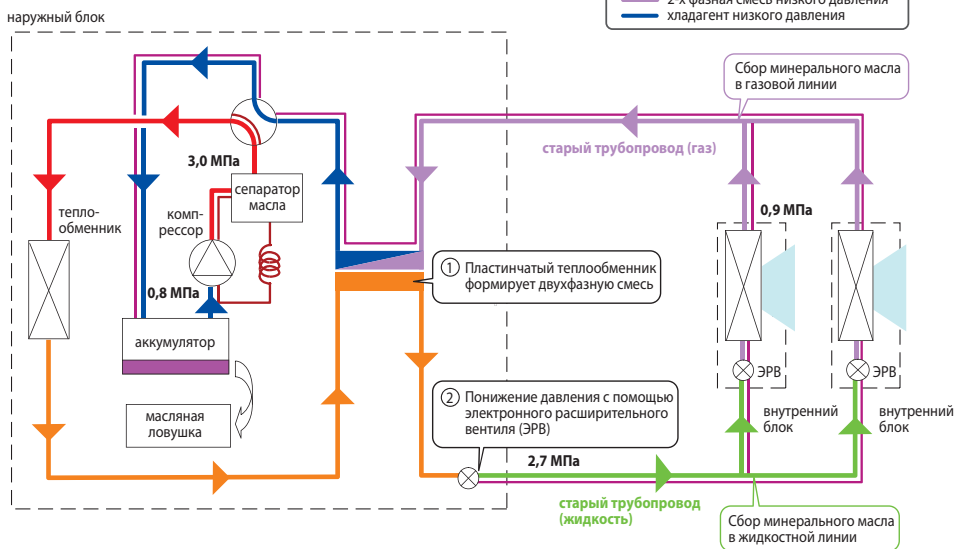 2-х фазная смесь низкого давления
хладагент низкого давления
наружный блок
Сбор минерального масла
в газовой линии
старый трубопровод (газ)
3,0 МПа
сепаратор
масла
тепло-
обменник
комп-
рессор
0,9 МПа
1 Пластинчатый теплообменник
формирует двухфазную смесь
0,8 МПа
аккумулятор
ЭРВ
ЭРВ
2 Понижение давления с помощью
электронного расширительного
вентиля (ЭРВ)
масляная
ловушка
внутренний
блок
внутренний
блок
2,7 МПа
старый трубопровод
(жидкость)
Сбор минерального масла
в жидкостной линии